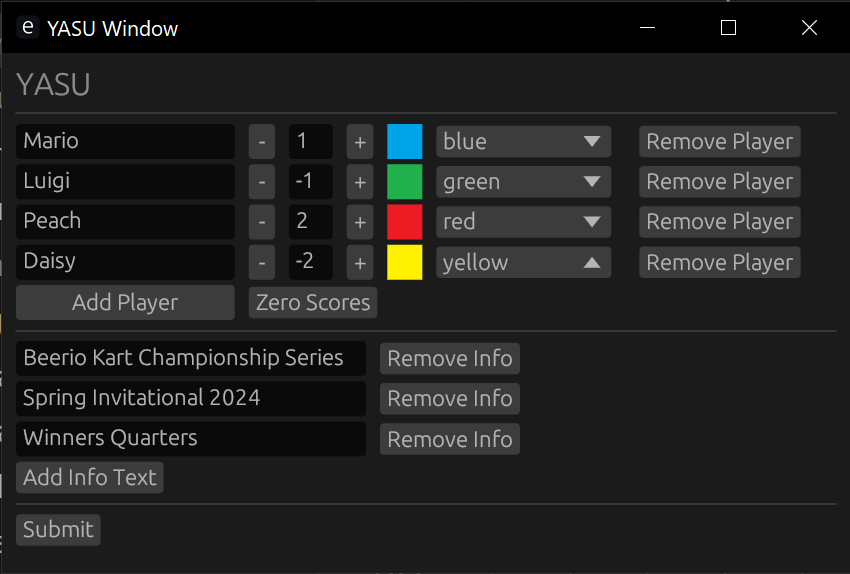 e YASU Window
YASU
Mario - 1 + blue Remove Player
Luigi - -1 + green Remove Player
Peach - 2 + red Remove Player
Daisy - -2 + yellow Remove Player
Add Player Zero Scores
Beerio Kart Championship Series Remove Info
Spring Invitational 2024 Remove Info
Winners Quarters Remove Info
Add Info Text
Submit